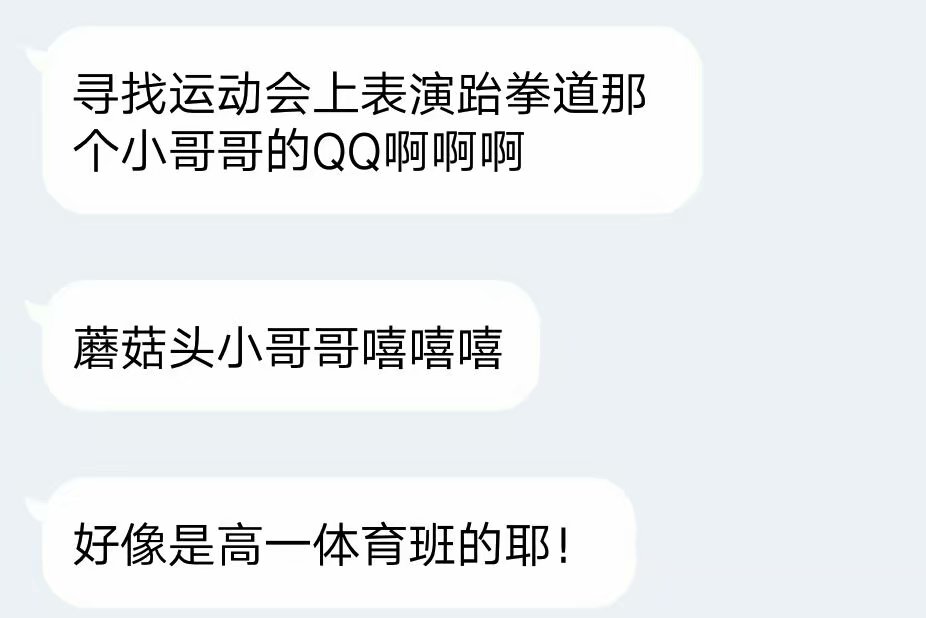 寻找运动会上表演跆拳道那
个小哥哥的QQ啊啊啊
蘑菇头小哥哥嘻嘻嘻
好像是高一体育班的耶!